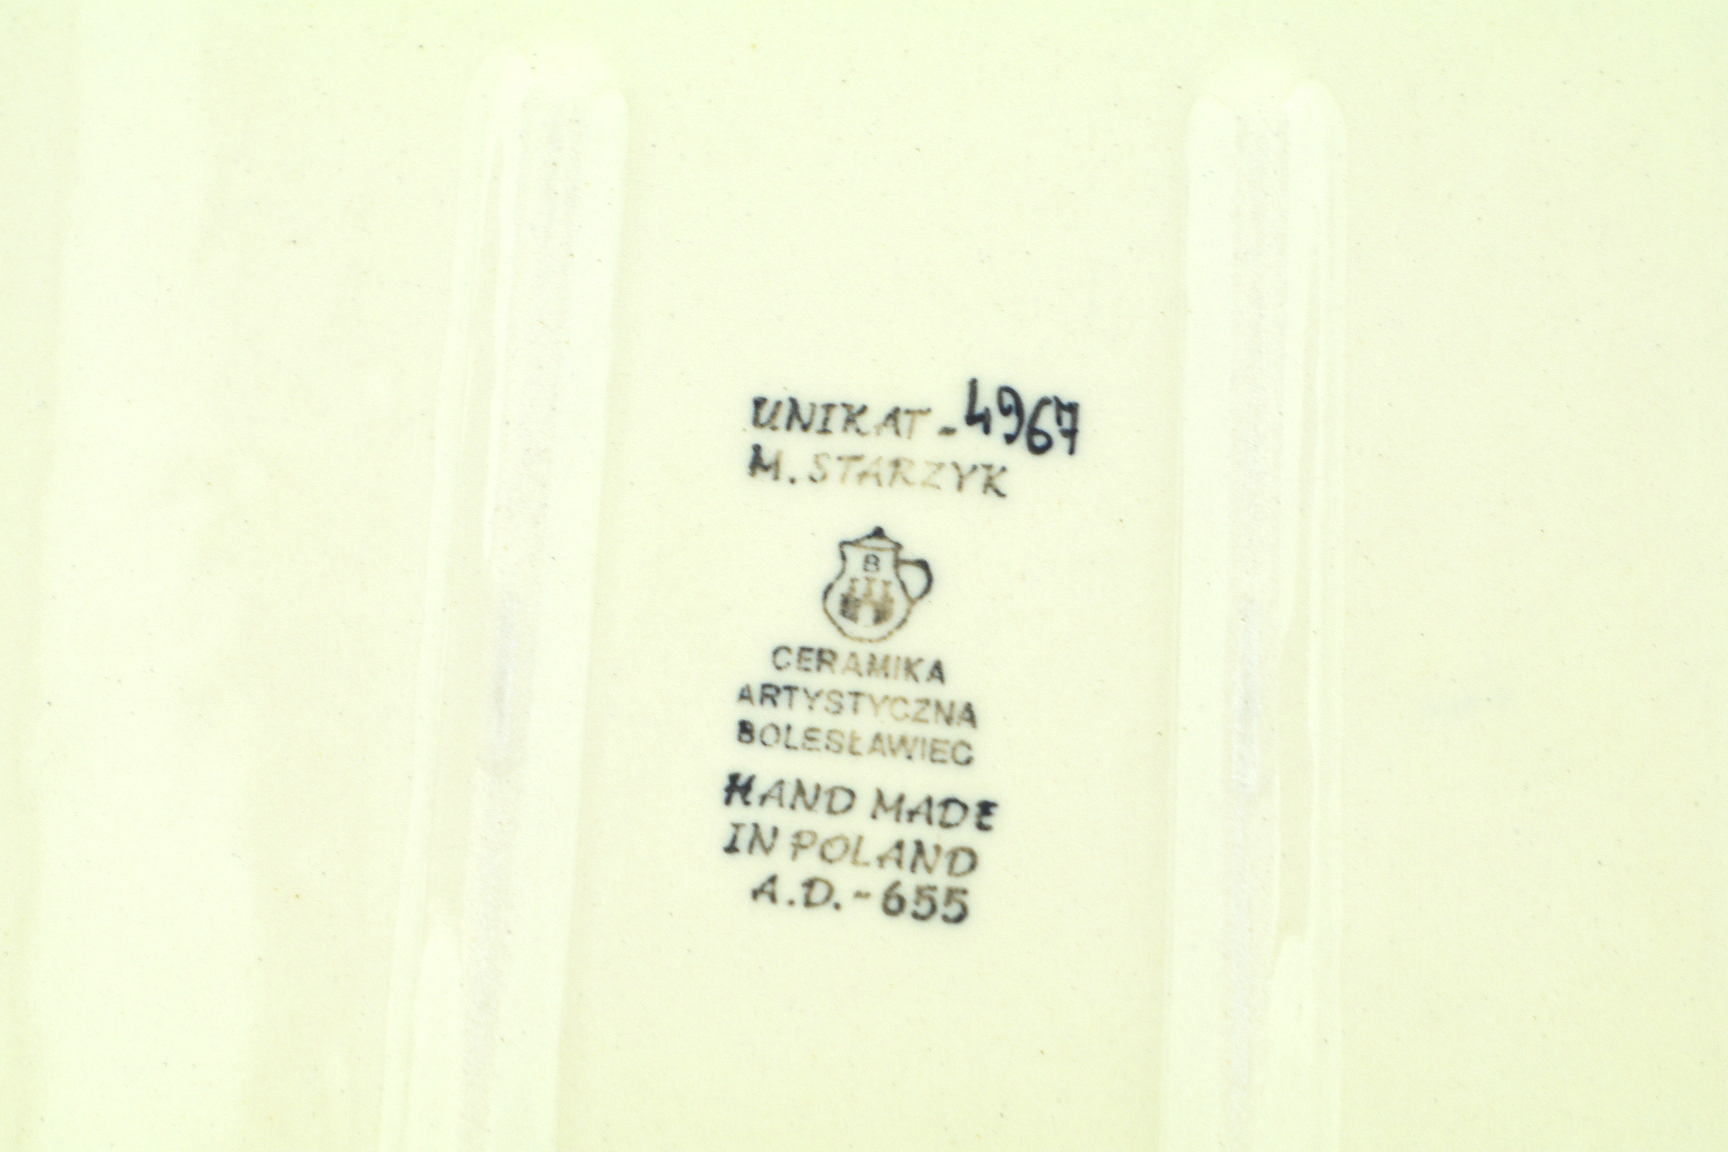 UNIKAT-4967
M. STARZYK
B
CERAMIKA
ARTYSTYCZNA
BOLESŁAWIEC
HAND MADE
IN POLAND
A.D.-655